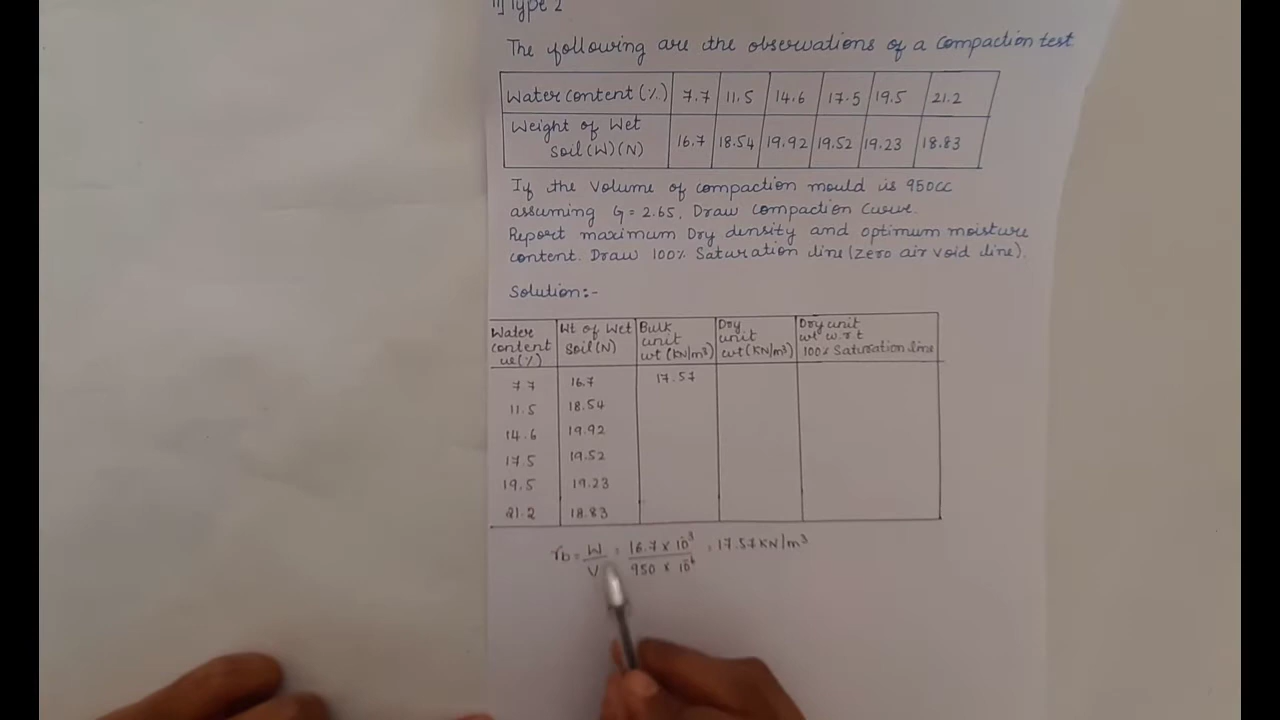 11] Type 2
The following are the observations of a compaction test
Water content (%) 7.7 11.5 14.6 17.5 19.5 21.2
Weight of Wet
Soil (W) (N) 16.7 18.54 19.92 19.52 19.23 18.83
If the Volume of compaction mould is 950cc
assuming G = 2.65, Draw compaction Curve.
Report maximum Dry density and optimum moisture
content. Draw 100% Saturation line (zero air void line).
Solution:-
Water content w(%) Wt of Wet Soil (N) Bulk unit wt (KN/m³) Dry unit wt (KN/m³) Dry unit wt w.r.t 100% Saturation line
7.7 16.7 17.57
11.5 18.54
14.6 19.92
17.5 19.52
19.5 19.23
21.2 18.83
γb = W/V = 16.7 × 10⁻³ / 950 × 10⁻⁶ = 17.57 KN/m³